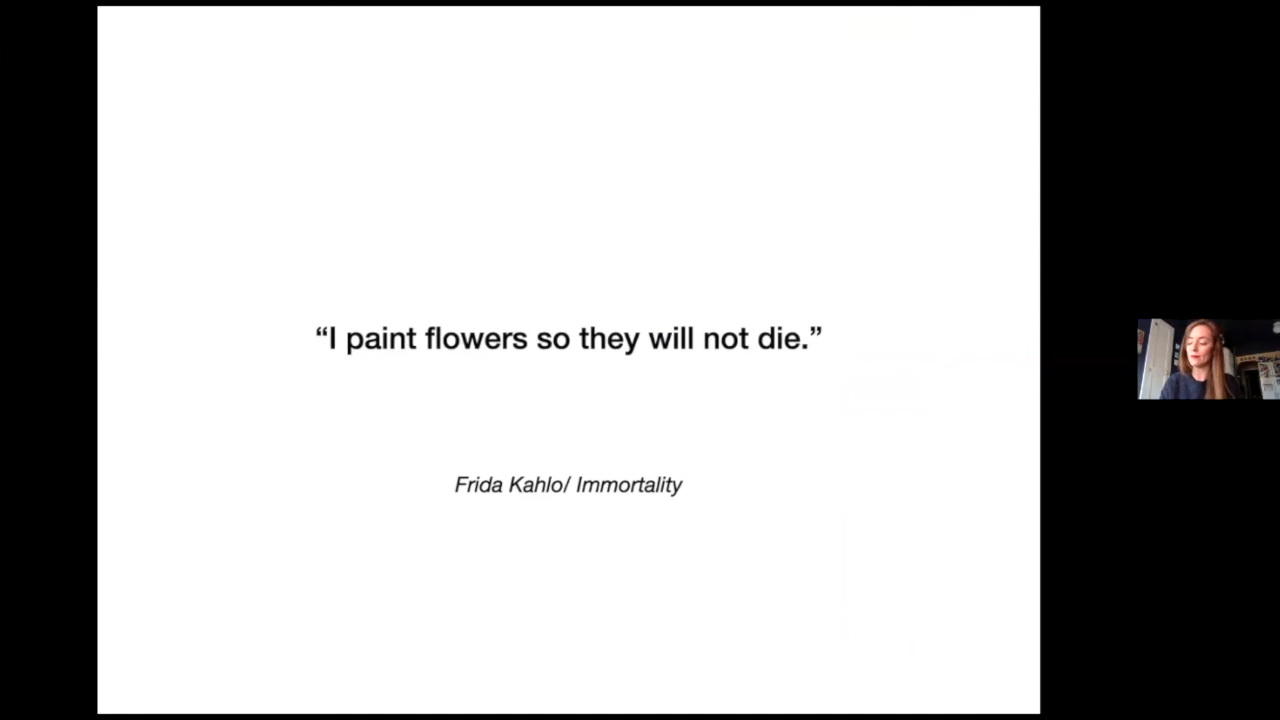 “I paint flowers so they will not die.”
Frida Kahlo/ Immortality